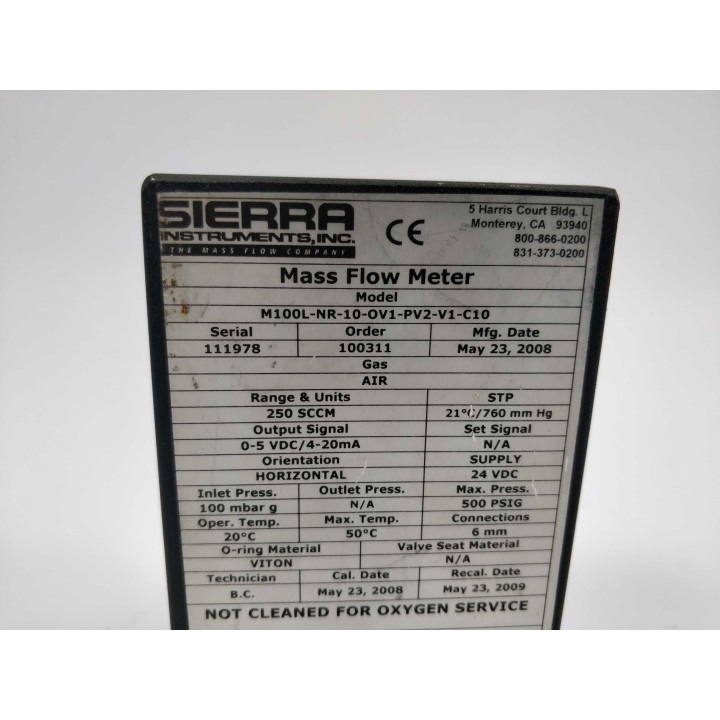 SIERRA
INSTRUMENTS, INC.
THE MASS FLOW COMPANY
CE
5 Harris Court Bldg. L
Monterey, CA 93940
800-866-0200
831-373-0200
Mass Flow Meter
Model
M100L-NR-10-OV1-PV2-V1-C10
Serial Order Mfg. Date
111978 100311 May 23, 2008
Gas
AIR
Range & Units STP
250 SCCM 21°C/760 mm Hg
Output Signal Set Signal
0-5 VDC/4-20mA N/A
Orientation SUPPLY
HORIZONTAL 24 VDC
Inlet Press. Outlet Press. Max. Press.
100 mbar g N/A 500 PSIG
Oper. Temp. Max. Temp. Connections
20°C 50°C 6 mm
O-ring Material Valve Seat Material
VITON N/A
Technician Cal. Date Recal. Date
B.C. May 23, 2008 May 23, 2009
NOT CLEANED FOR OXYGEN SERVICE